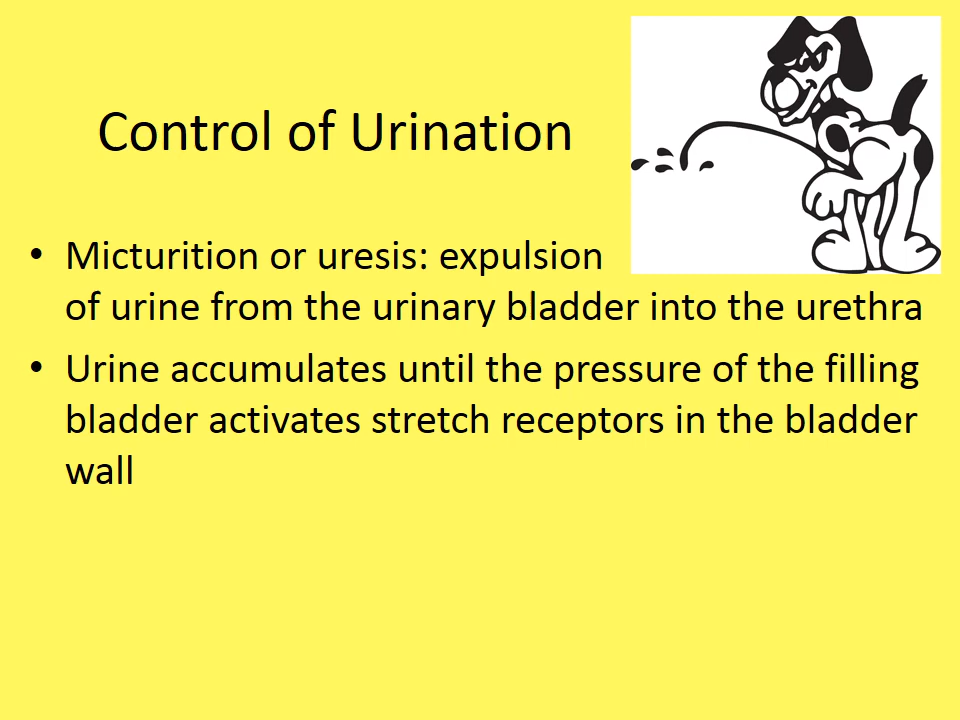 Control of Urination
• Micturition or uresis: expulsion
of urine from the urinary bladder into the urethra
• Urine accumulates until the pressure of the filling
bladder activates stretch receptors in the bladder
wall